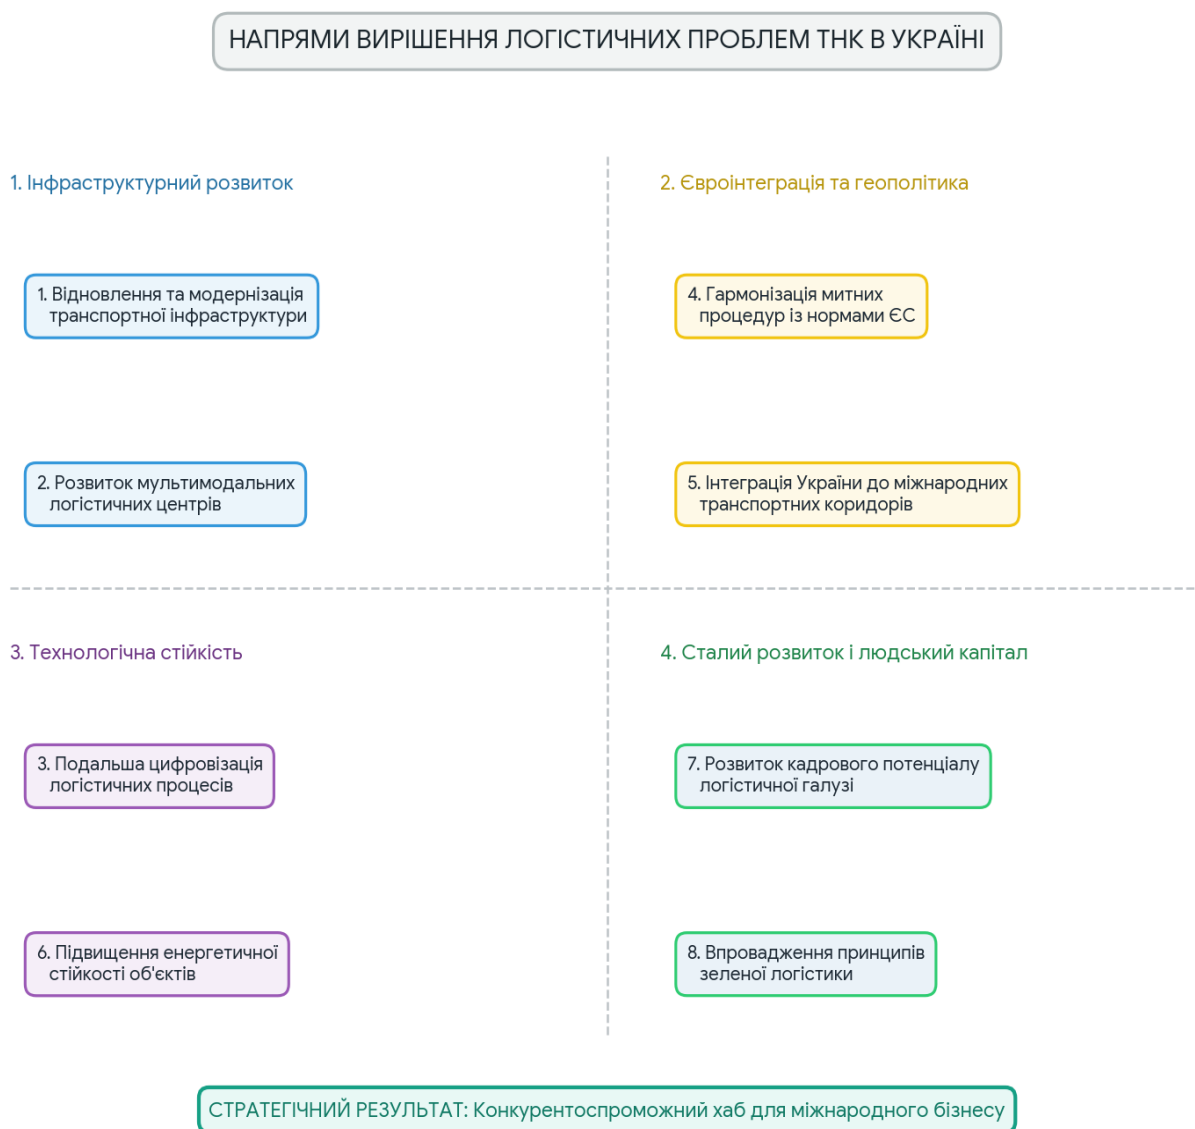 НАПРЯМИ ВИРІШЕННЯ ЛОГІСТИЧНИХ ПРОБЛЕМ ТНК В УКРАЇНІ
1. Інфраструктурний розвиток
1. Відновлення та модернізація
транспортної інфраструктури
2. Розвиток мультимодальних
логістичних центрів
2. Євроінтеграція та геополітика
4. Гармонізація митних
процедур із нормами ЄС
5. Інтеграція України до міжнародних
транспортних коридорів
3. Технологічна стійкість
3. Подальша цифровізація
логістичних процесів
6. Підвищення енергетичної
стійкості об'єктів
4. Сталий розвиток і людський капітал
7. Розвиток кадрового потенціалу
логістичної галузі
8. Впровадження принципів
зеленої логістики
СТРАТЕГІЧНИЙ РЕЗУЛЬТАТ: Конкурентоспроможний хаб для міжнародного бізнесу